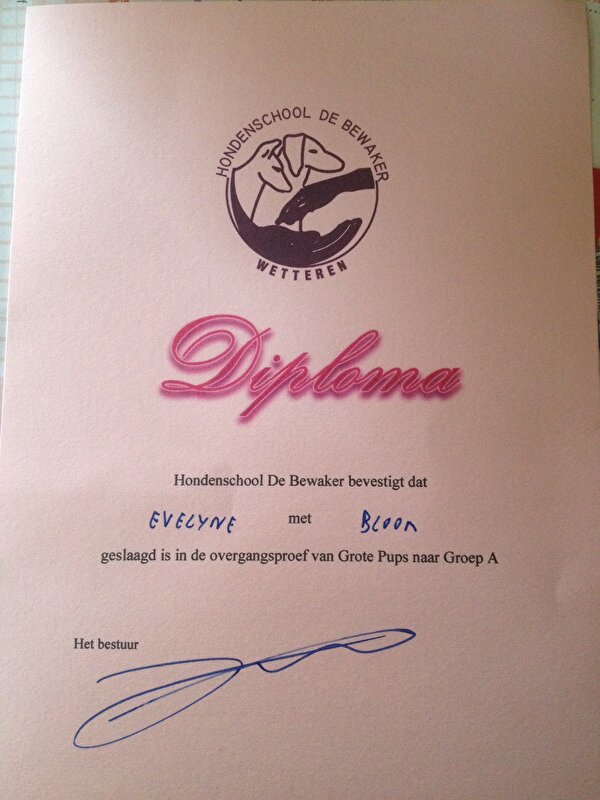 HONDENSCHOOL DE BEWAKER
WETTEREN
Diploma
Hondenschool De Bewaker bevestigt dat
EVELYNE met BLOOM
geslaagd is in de overgangsproef van Grote Pups naar Groep A
Het bestuur